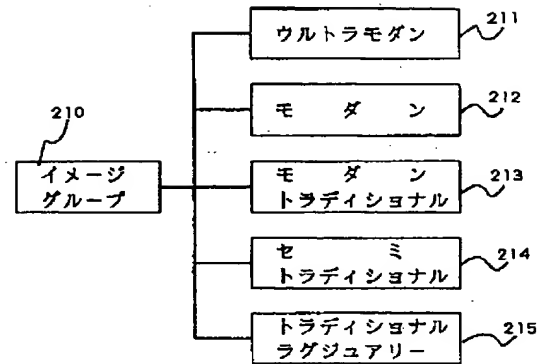 ウルトラモダン
211
モダン
212
210
イメージ
グループ
モダン
トラディショナル
213
セミ
トラディショナル
214
トラディショナル
ラグジュアリー
215